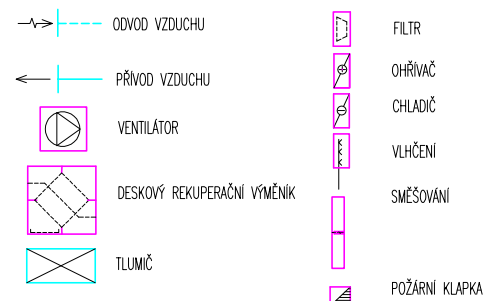 ODVOD VZDUCHU
PŘÍVOD VZDUCHU
VENTILÁTOR
DESKOVÝ REKUPERAČNÍ VÝMĚNÍK
TLUMIČ
FILTR
OHŘÍVAČ
CHLADIČ
VLHČENÍ
SMĚŠOVÁNÍ
POŽÁRNÍ KLAPKA